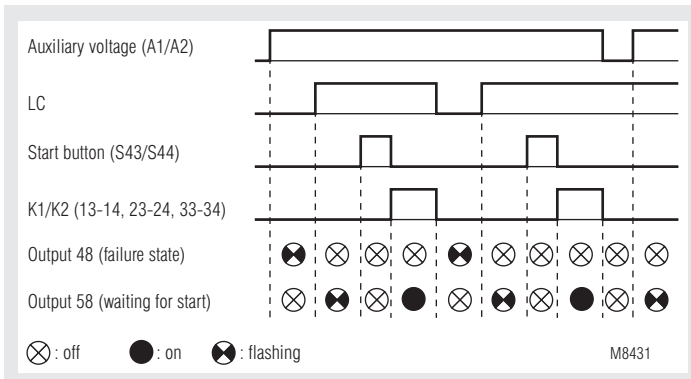 Auxiliary voltage (A1/A2)
LC
Start button (S43/S44)
K1/K2 (13-14, 23-24, 33-34)
Output 48 (failure state)
Output 58 (waiting for start)
: off : on : flashing M8431